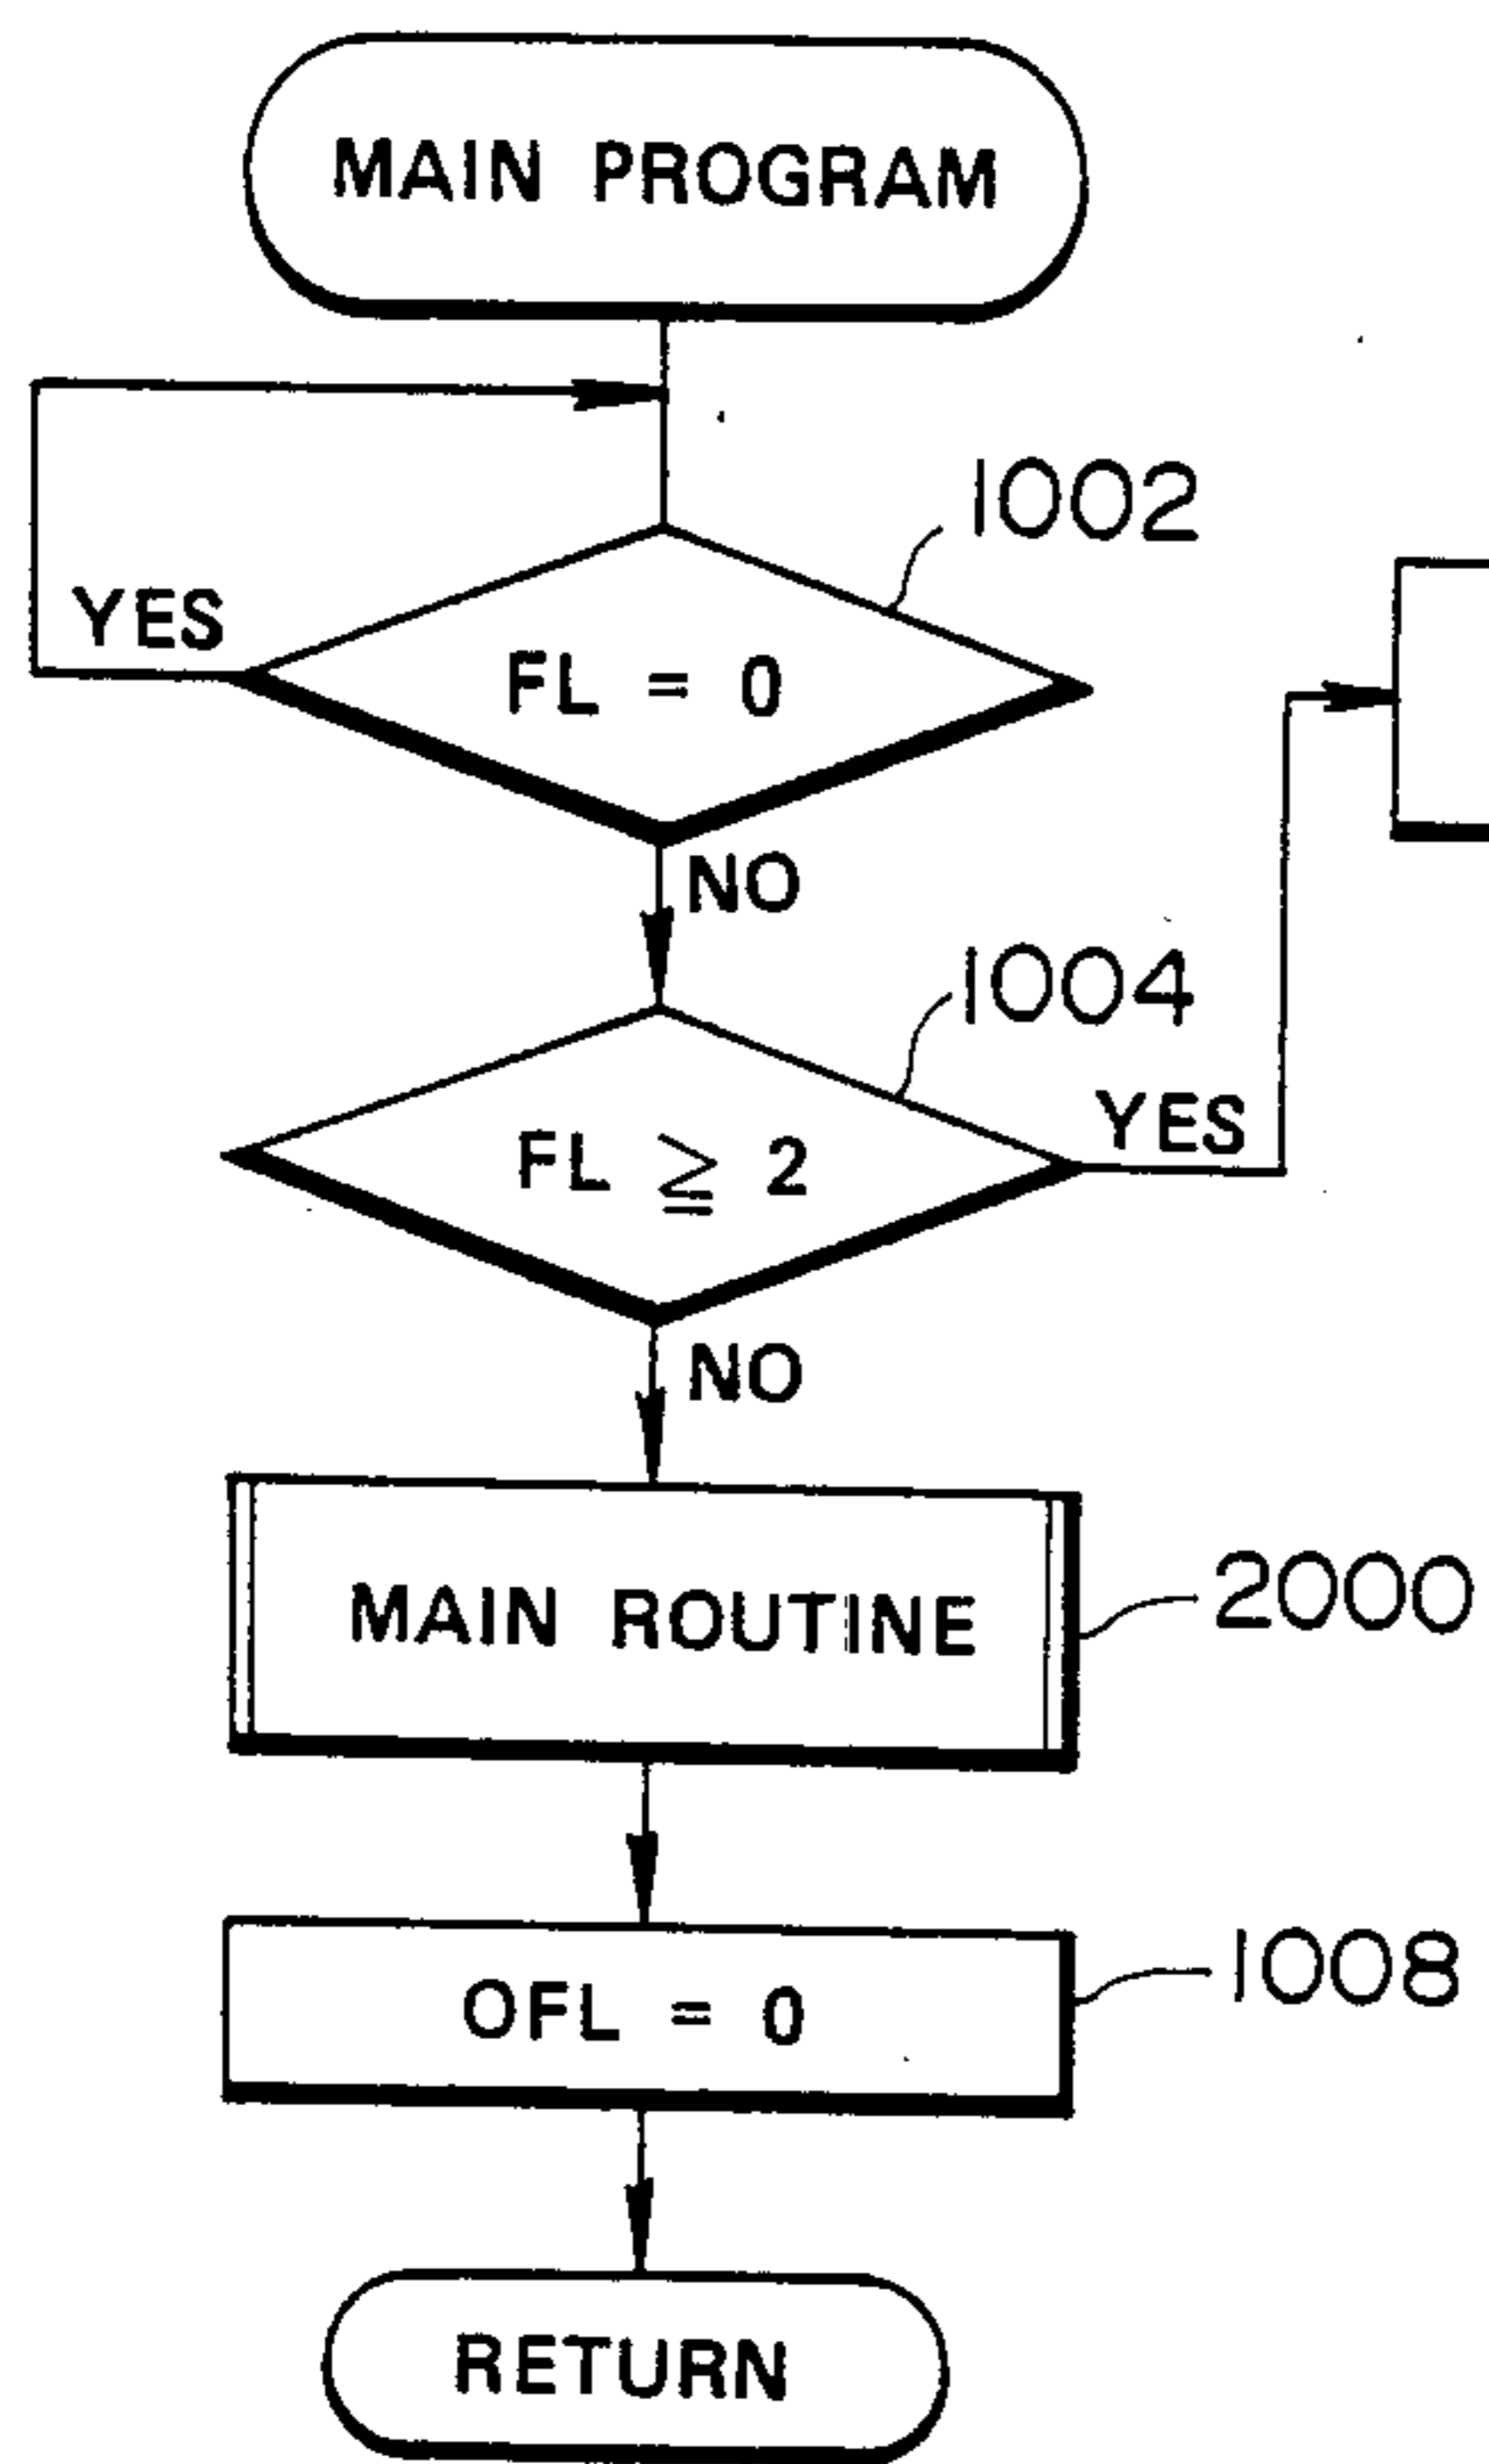 MAIN PROGRAM
1002
YES
FL = 0
NO
1004
YES
FL ≧ 2
NO
MAIN ROUTINE
2000
OFL = 0
1008
RETURN